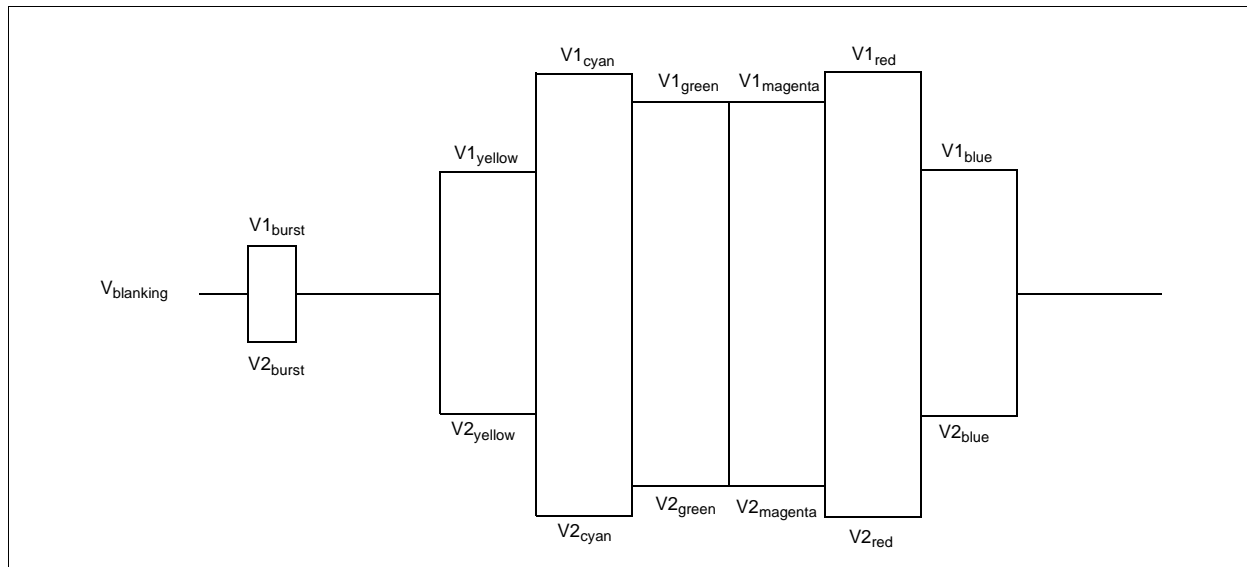 V1cyan
V1red
V1green
V1magenta
V1yellow
V1blue
V1burst
Vblanking
V2burst
V2yellow
V2blue
V2green
V2magenta
V2cyan
V2red